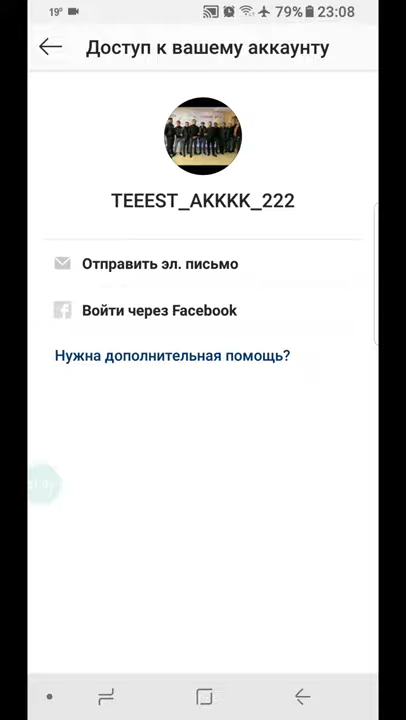 19° 79% 23:08
Доступ к вашему аккаунту
TEEEST_AKKKK_222
Отправить эл. письмо
Войти через Facebook
Нужна дополнительная помощь?